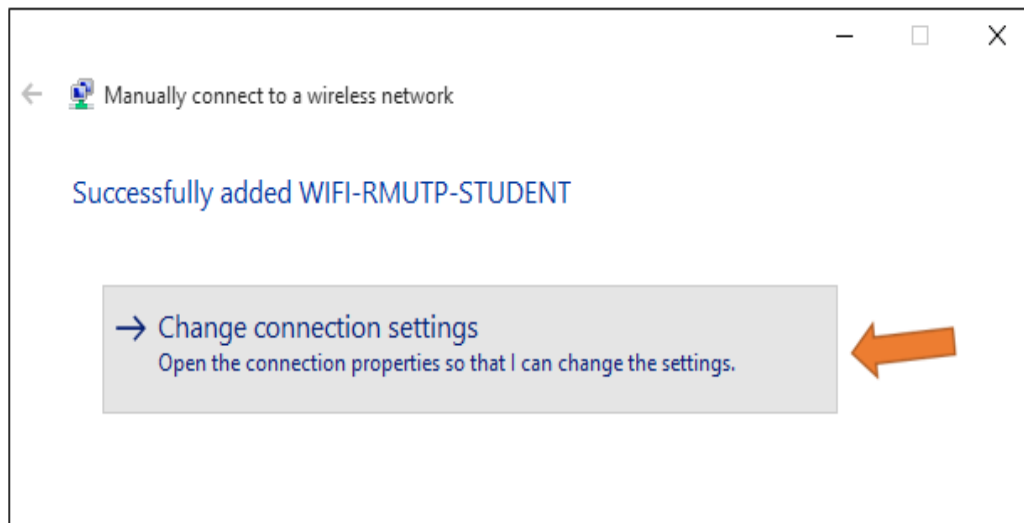 Manually connect to a wireless network
Successfully added WIFI-RMUTP-STUDENT
Change connection settings
Open the connection properties so that I can change the settings.